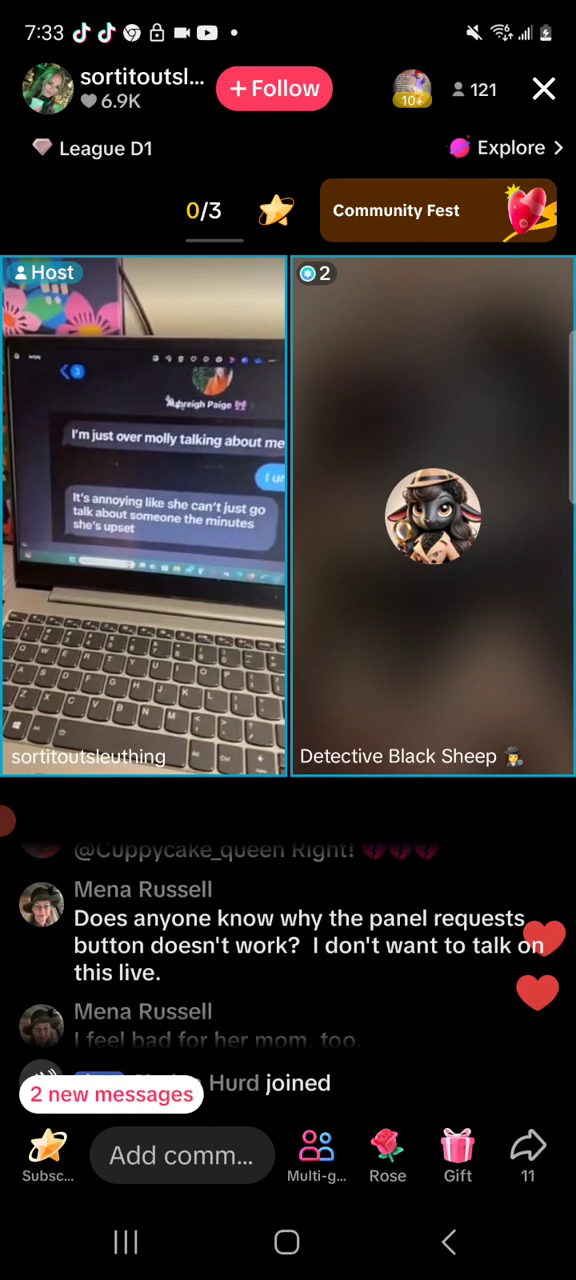 7:33
sortitoutsl...
6.9K
+ Follow
10+
121
League D1
Explore
0/3
Community Fest
Host
2
3
I'm just over molly talking about me
It's annoying like she can't just go
talk about someone the minutes
she's upset
sortitoutsleuthing
Detective Black Sheep
@Cuppycake_queen Right!
Mena Russell
Does anyone know why the panel requests
button doesn't work? I don't want to talk on
this live.
Mena Russell
I feel bad for her mom, too.
Hurd joined
2 new messages
Add comm...
Subsc...
Multi-g...
Rose
Gift
11